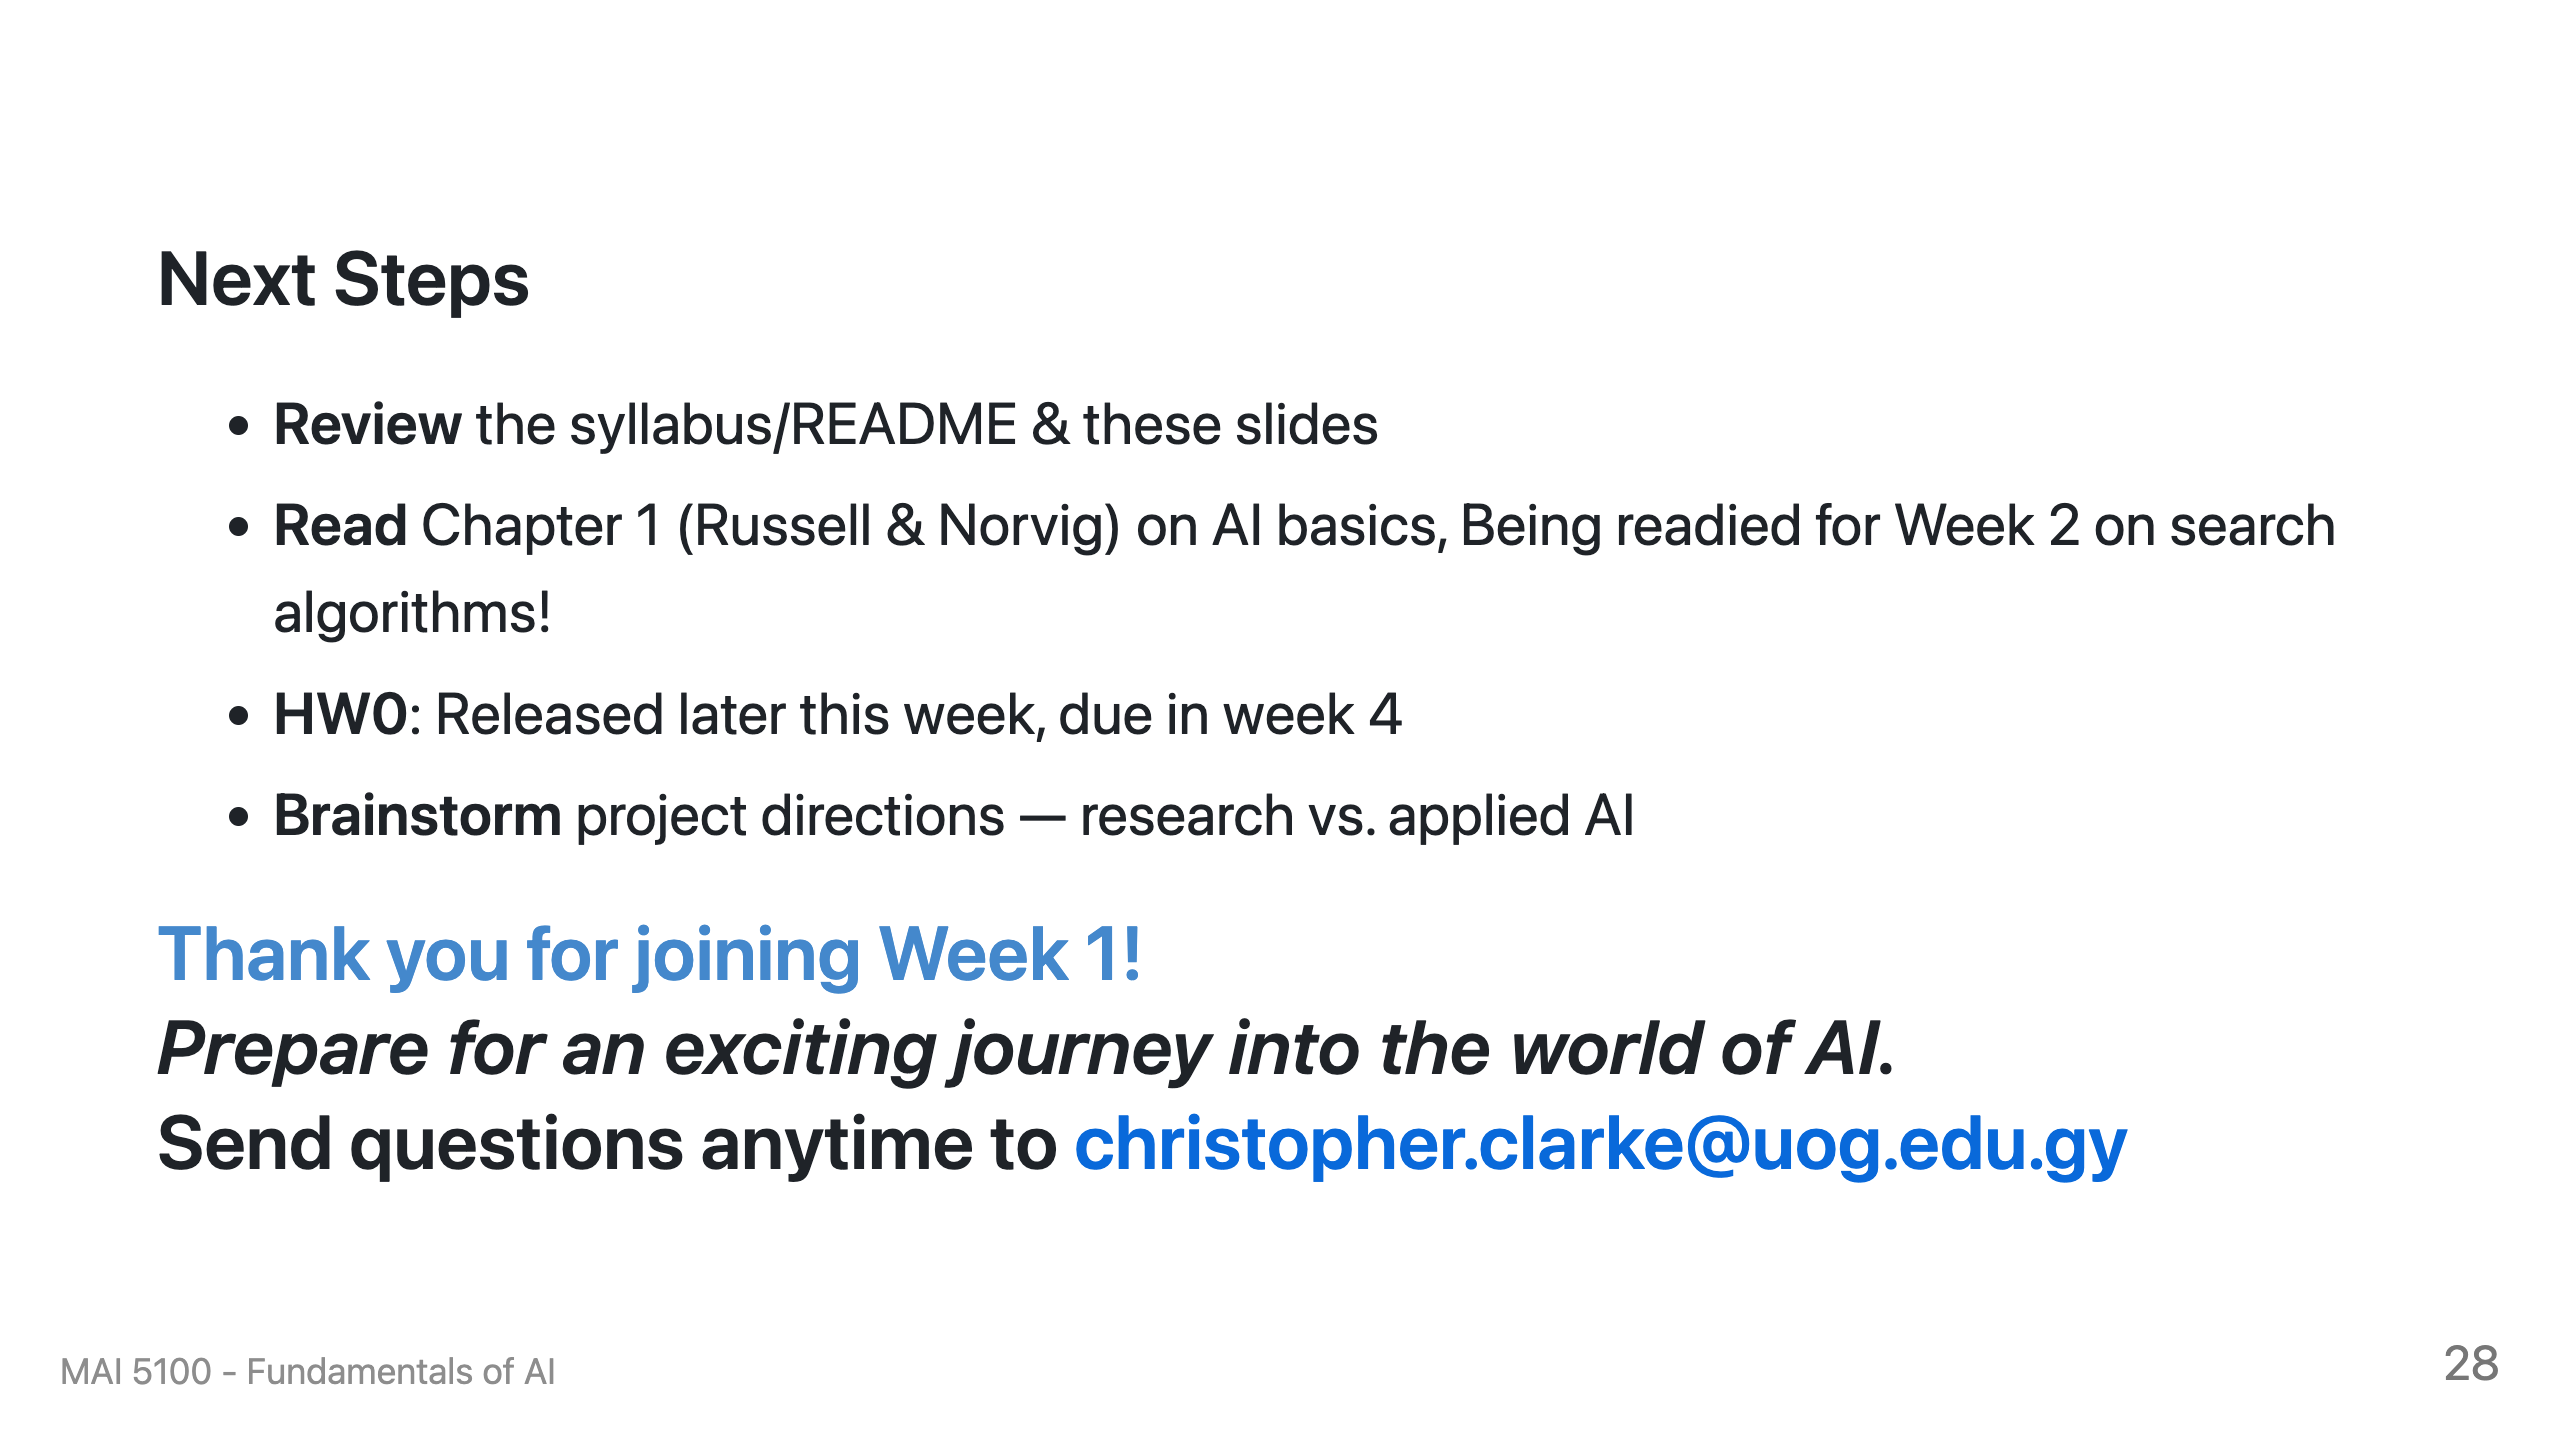 Next Steps
• Review the syllabus/README & these slides
• Read Chapter 1 (Russell & Norvig) on AI basics, Being readied for Week 2 on search
algorithms!
• HW0: Released later this week, due in week 4
• Brainstorm project directions — research vs. applied AI
Thank you for joining Week 1!
Prepare for an exciting journey into the world of AI.
Send questions anytime to christopher.clarke@uog.edu.gy
MAI 5100 - Fundamentals of AI
28